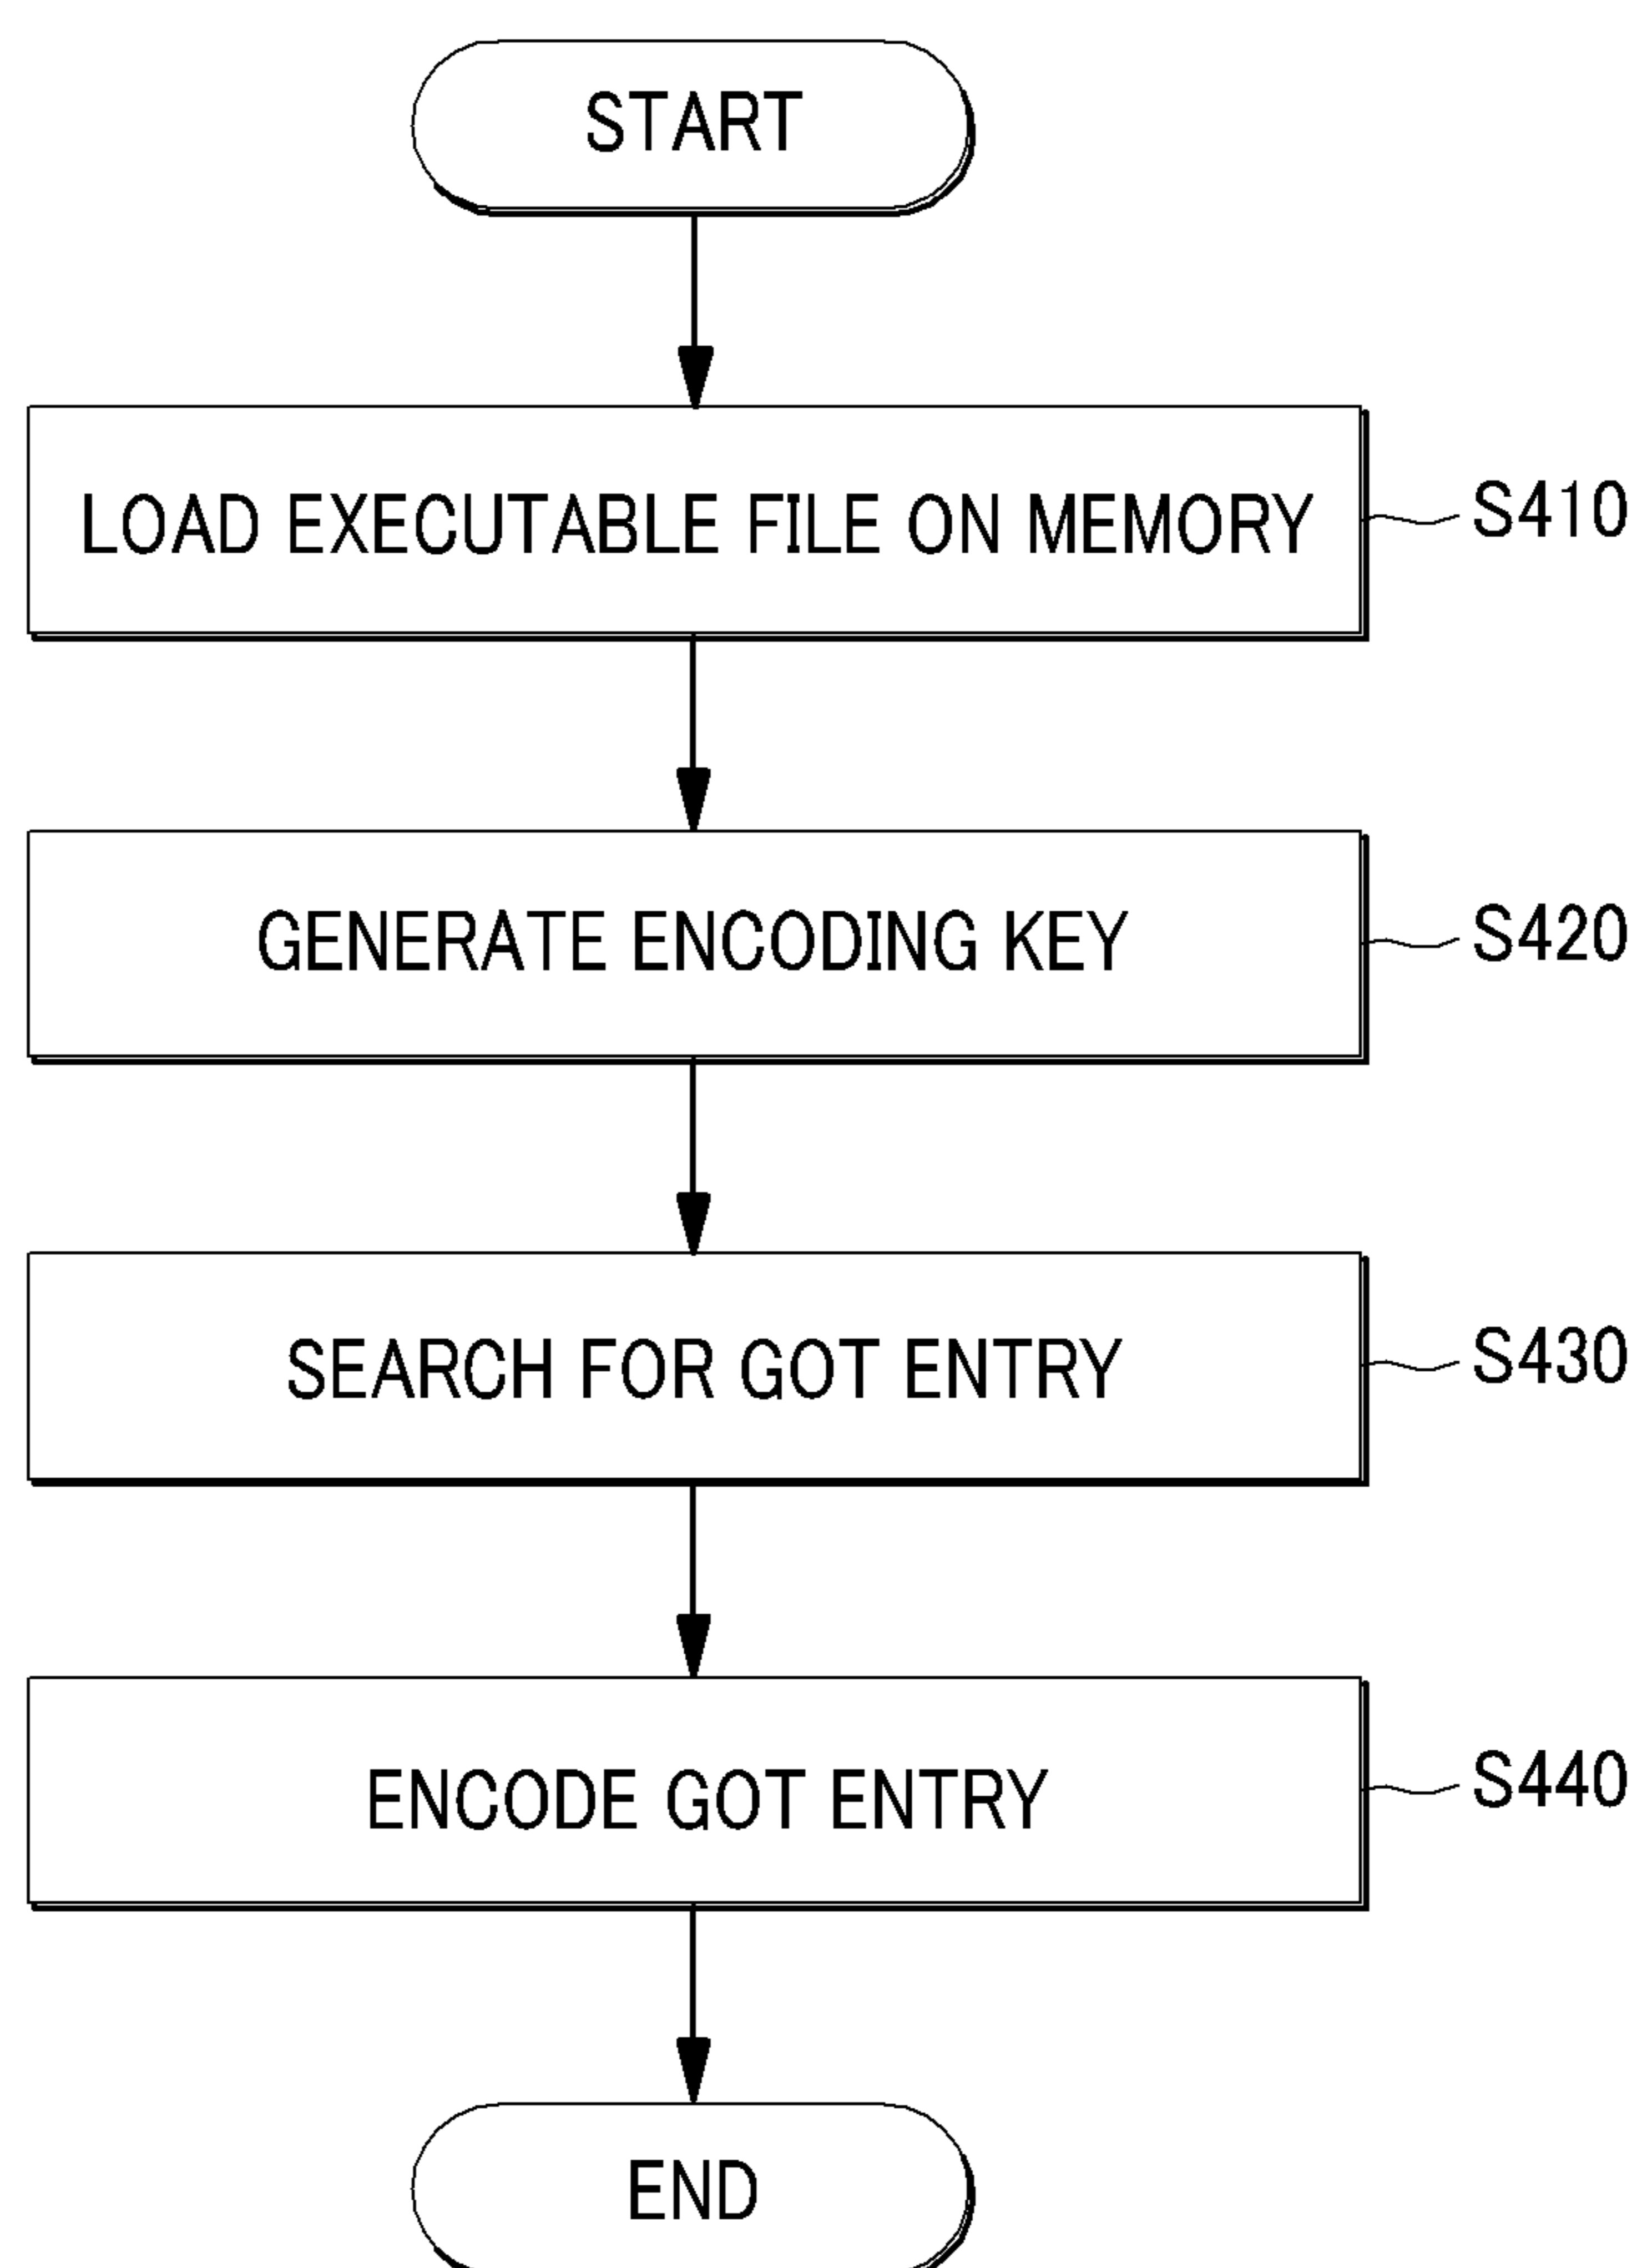 START
LOAD EXECUTABLE FILE ON MEMORY
S410
GENERATE ENCODING KEY
S420
SEARCH FOR GOT ENTRY
S430
ENCODE GOT ENTRY
S440
END